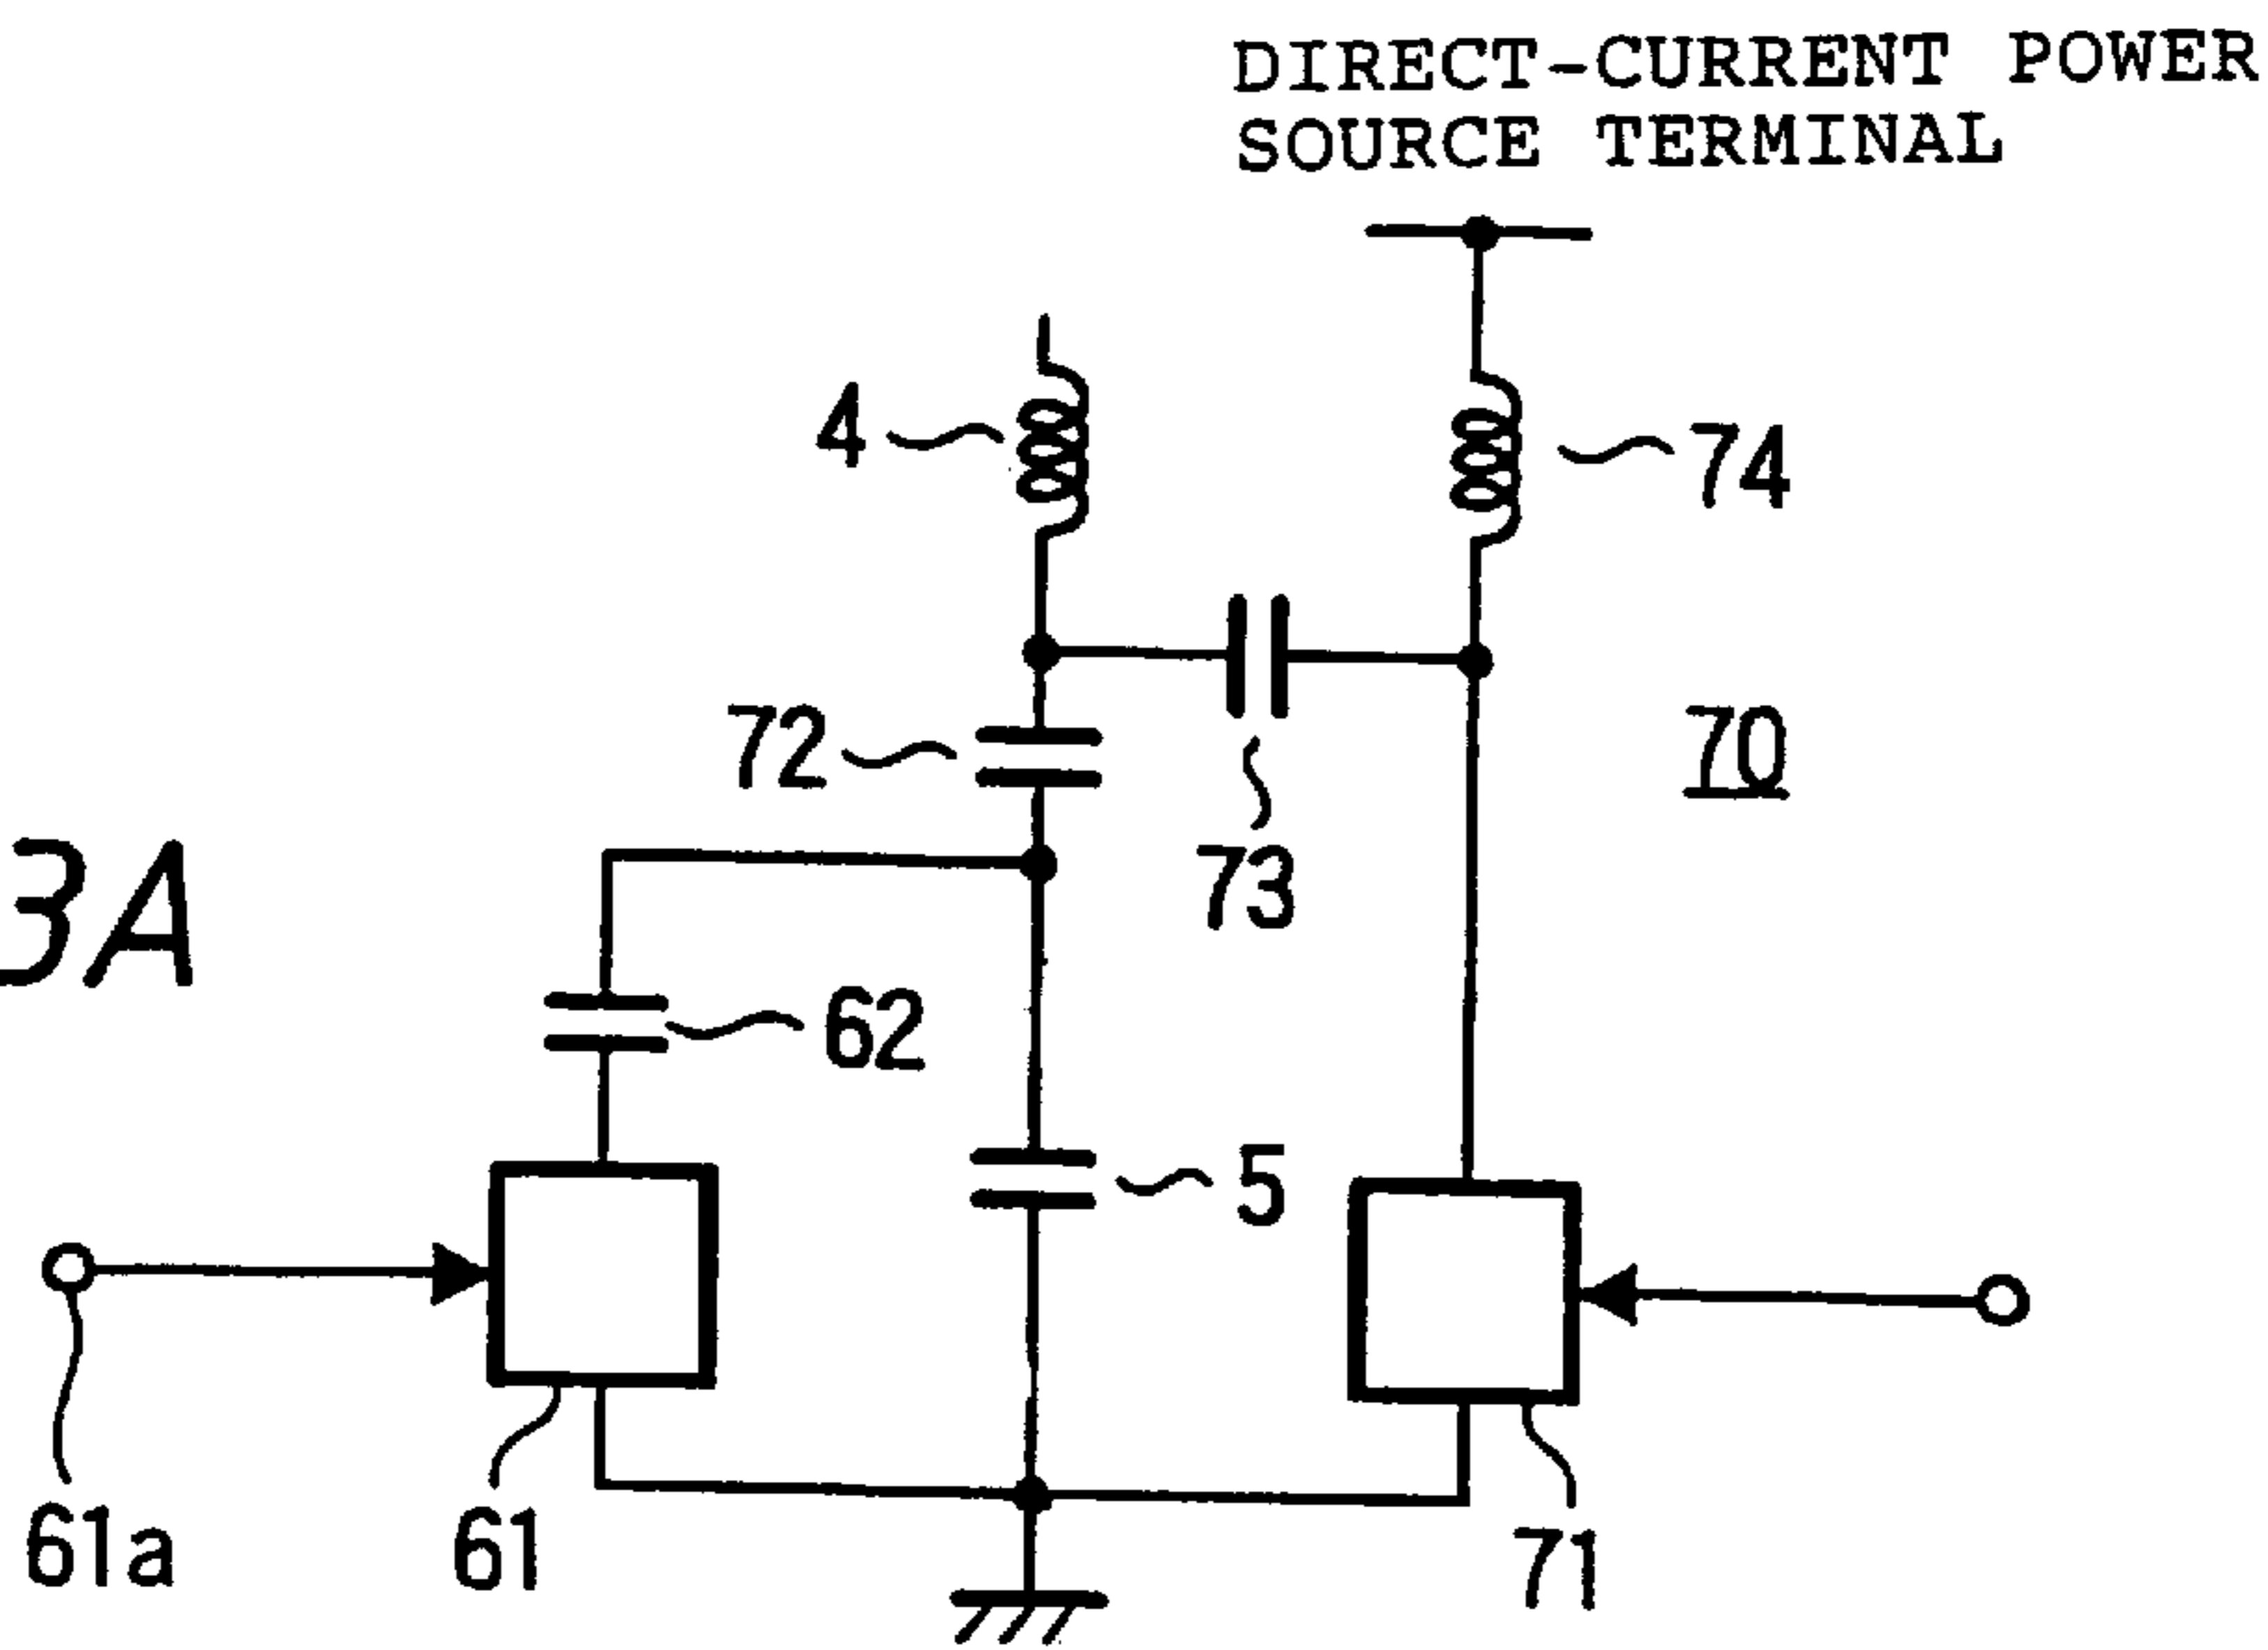 DIRECT-CURRENT POWER
SOURCE TERMINAL
4
74
72
70
73
3A
62
5
61a
61
71